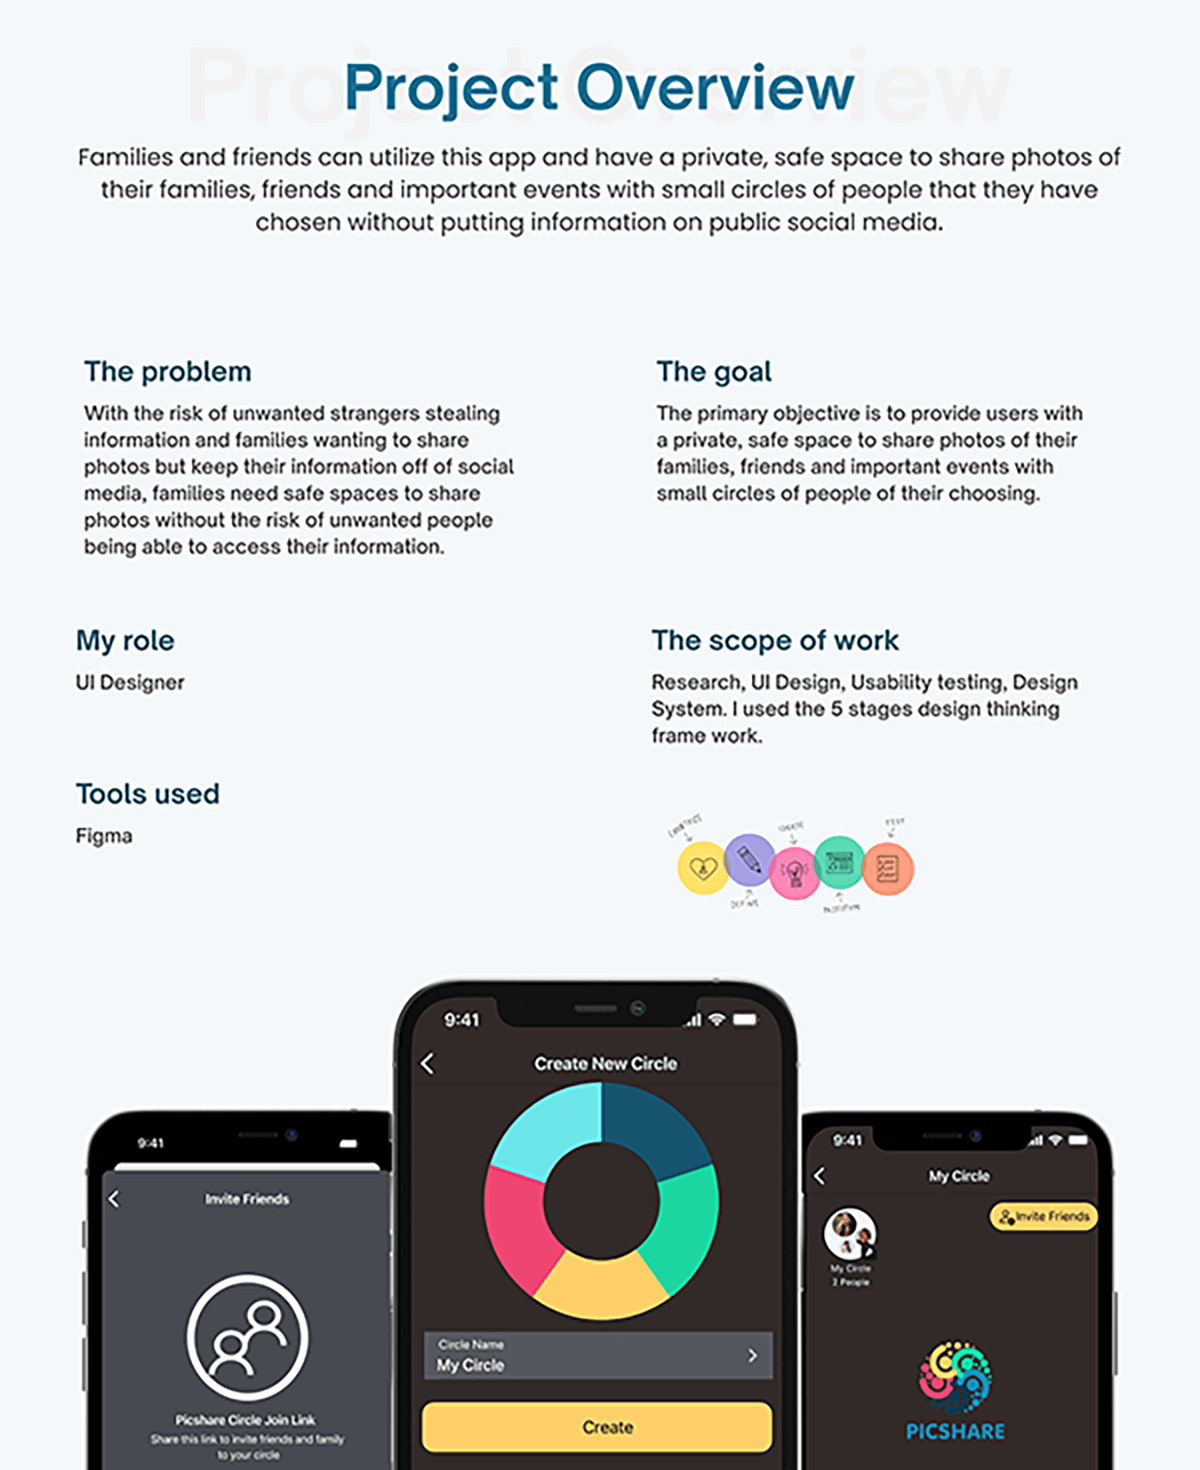 Project Overview
Families and friends can utilize this app and have a private, safe space to share photos of
their families, friends and important events with small circles of people that they have
chosen without putting information on public social media.
The problem
With the risk of unwanted strangers stealing
information and families wanting to share
photos but keep their information off of social
media, families need safe spaces to share
photos without the risk of unwanted people
being able to access their information.
The goal
The primary objective is to provide users with
a private, safe space to share photos of their
families, friends and important events with
small circles of people of their choosing.
My role
UI Designer
The scope of work
Research, UI Design, Usability testing, Design
System. I used the 5 stages design thinking
frame work.
Tools used
Figma
TEST
9:41
Invite Friends
Picshare Circle Join Link
Share this link to invite friends and family
to your circle
9:41
Create New Circle
Circle Name
My Circle
Create
9:41
My Circle
Invite Friends
My Circle
2 People
PICSHARE